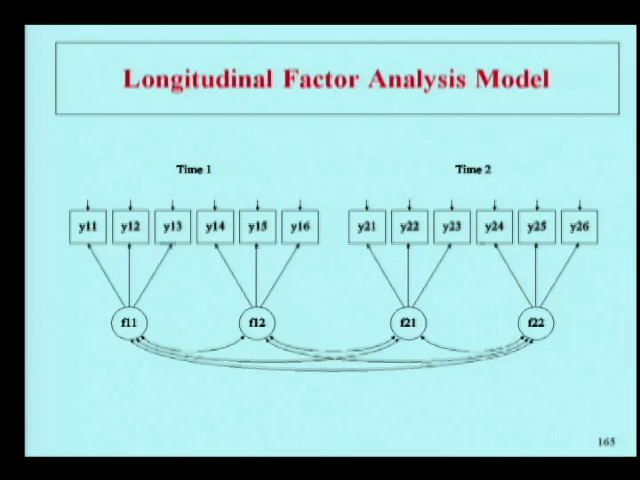 Longitudinal Factor Analysis Model
Time 1 Time 2
y11 y12 y13 y14 y15 y16 y21 y22 y23 y24 y25 y26
f11 f12 f21 f22
165